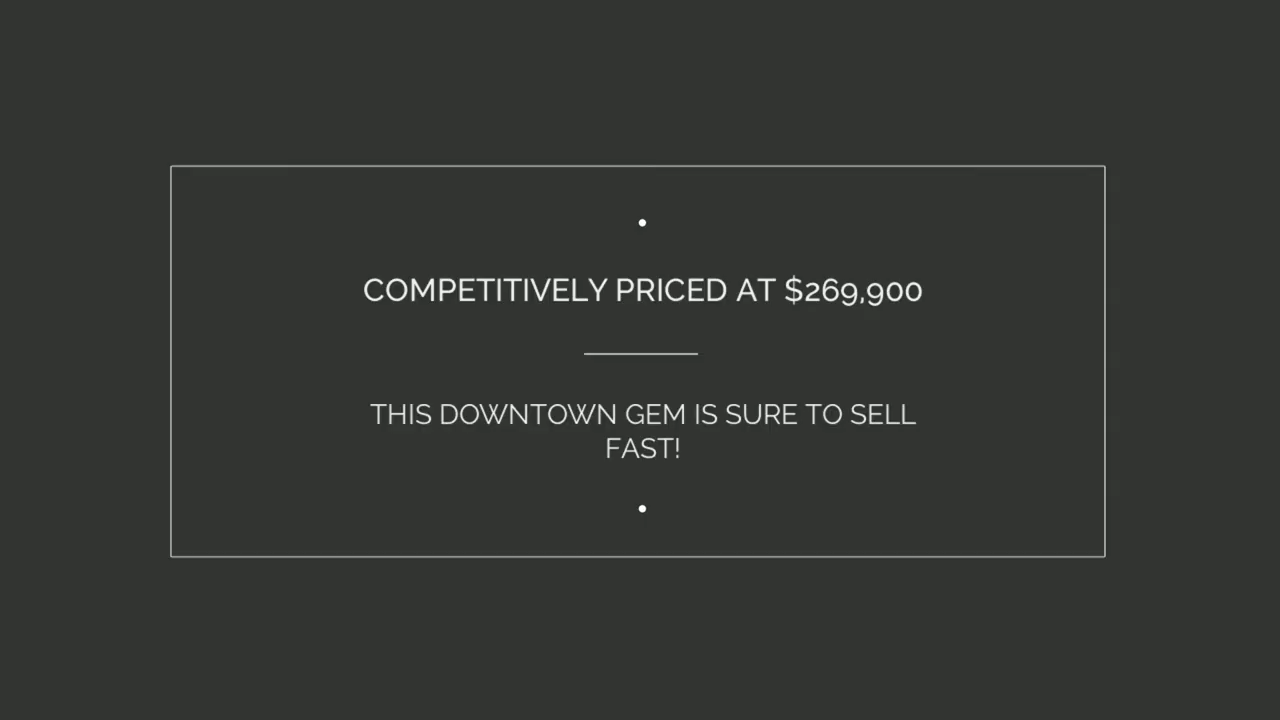 COMPETITIVELY PRICED AT $269,900
THIS DOWNTOWN GEM IS SURE TO SELL
FAST!